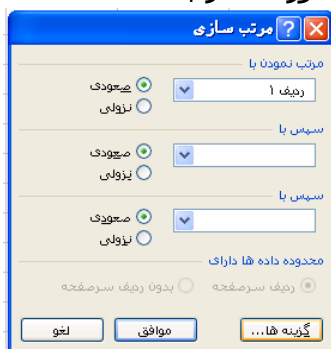 مرتب سازی
مرتب نمودن با
ردیف ۱
صعودی
نزولی
سپس با
صعودی
نزولی
سپس با
صعودی
نزولی
محدوده داده ها دارای
ردیف سرصفحه بدون ردیف سرصفحه
گزینه ها... موافق لغو